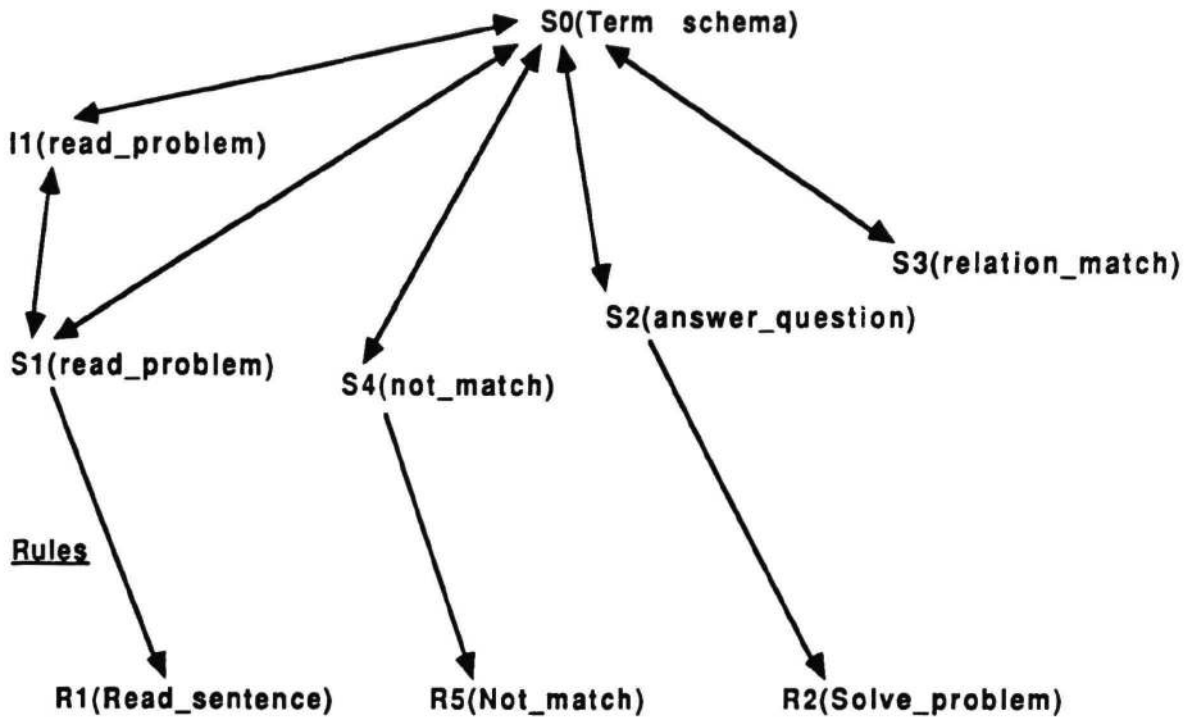 S0(Term schema)
I1(read_problem)
S3(relation_match)
S2(answer_question)
S1(read_problem)
S4(not_match)
Rules
R1(Read_sentence)
R5(Not_match)
R2(Solve_problem)